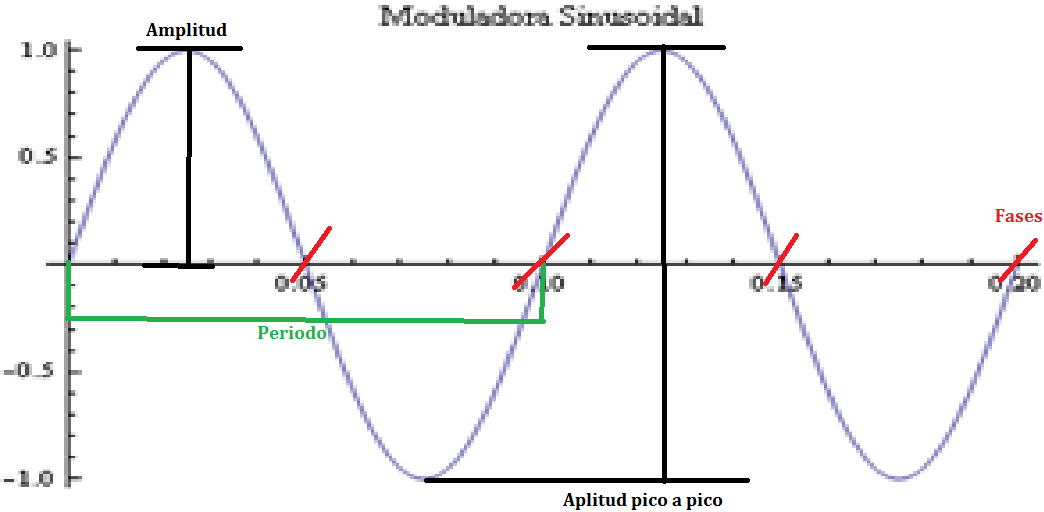 Moduladora Sinusoidal
Amplitud
1.0
0.5
Fases
0.05
0.10
0.15
0.20
Periodo
-0.5
-1.0
Aplitud pico a pico